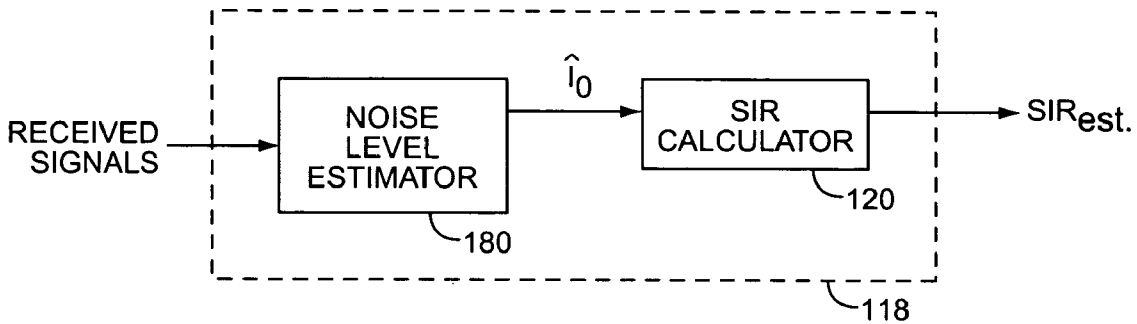 RECEIVED
SIGNALS
NOISE
LEVEL
ESTIMATOR
180
Î0
SIR
CALCULATOR
120
SIRest.
118